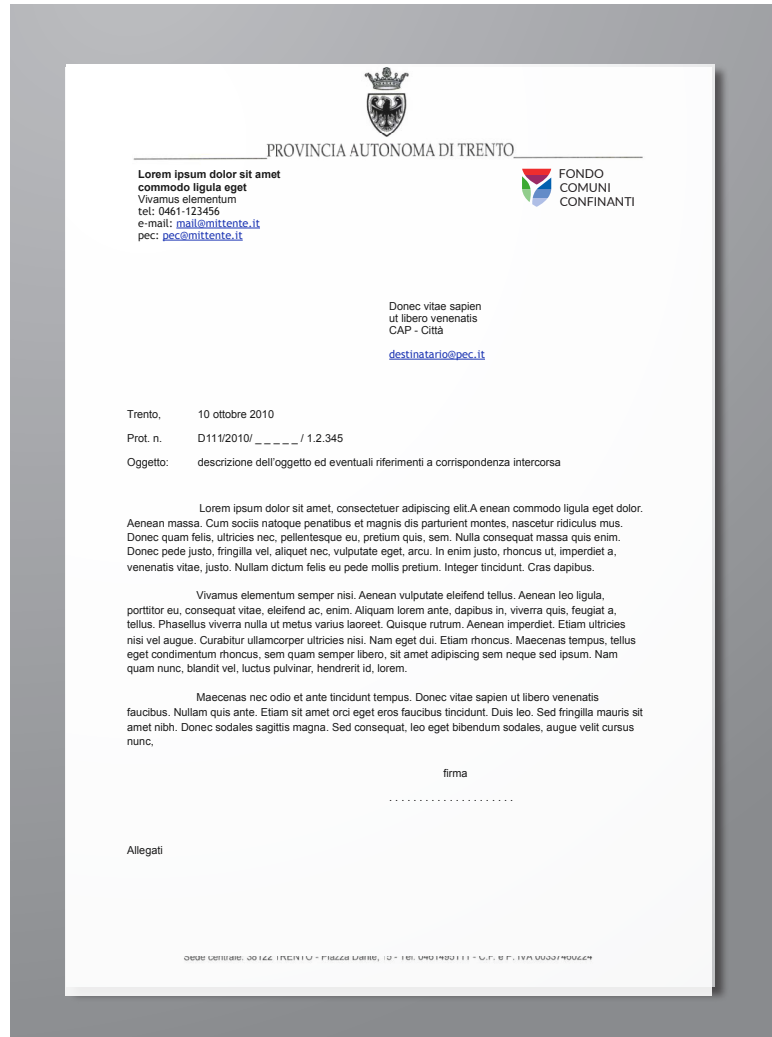 PROVINCIA AUTONOMA DI TRENTO
Lorem ipsum dolor sit amet
commodo ligula eget
Vivamus elementum
tel: 0461-123456
e-mail: mail@mittente.it
pec: pec@mittente.it
FONDO
COMUNI
CONFINANTI
Donec vitae sapien
ut libero venenatis
CAP - Città
destinatario@pec.it
Trento, 10 ottobre 2010
Prot. n. D111/2010/ _ _ _ _ _ / 1.2.345
Oggetto: descrizione dell'oggetto ed eventuali riferimenti a corrispondenza intercorsa
Lorem ipsum dolor sit amet, consectetuer adipiscing elit.A enean commodo ligula eget dolor.
Aenean massa. Cum sociis natoque penatibus et magnis dis parturient montes, nascetur ridiculus mus.
Donec quam felis, ultricies nec, pellentesque eu, pretium quis, sem. Nulla consequat massa quis enim.
Donec pede justo, fringilla vel, aliquet nec, vulputate eget, arcu. In enim justo, rhoncus ut, imperdiet a,
venenatis vitae, justo. Nullam dictum felis eu pede mollis pretium. Integer tincidunt. Cras dapibus.
Vivamus elementum semper nisi. Aenean vulputate eleifend tellus. Aenean leo ligula,
porttitor eu, consequat vitae, eleifend ac, enim. Aliquam lorem ante, dapibus in, viverra quis, feugiat a,
tellus. Phasellus viverra nulla ut metus varius laoreet. Quisque rutrum. Aenean imperdiet. Etiam ultricies
nisi vel augue. Curabitur ullamcorper ultricies nisi. Nam eget dui. Etiam rhoncus. Maecenas tempus, tellus
eget condimentum rhoncus, sem quam semper libero, sit amet adipiscing sem neque sed ipsum. Nam
quam nunc, blandit vel, luctus pulvinar, hendrerit id, lorem.
Maecenas nec odio et ante tincidunt tempus. Donec vitae sapien ut libero venenatis
faucibus. Nullam quis ante. Etiam sit amet orci eget eros faucibus tincidunt. Duis leo. Sed fringilla mauris sit
amet nibh. Donec sodales sagittis magna. Sed consequat, leo eget bibendum sodales, augue velit cursus
nunc,
firma
. . . . . . . . . . . . . . . . . . . . .
Allegati
Sede centrale: 38122 TRENTO - Piazza Dante, 15 - Tel. 0461495111 - C.F. e P. IVA 00337460224